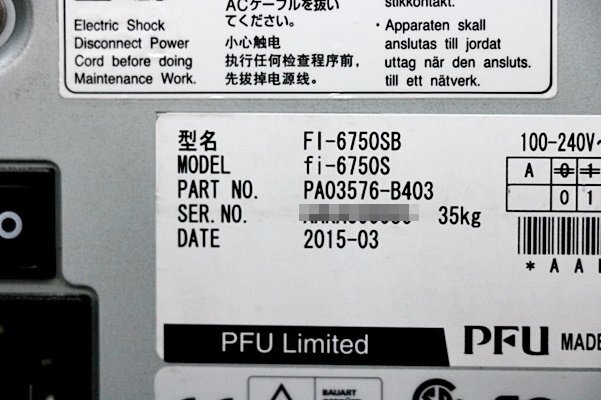 ACケーブルを抜い
てください。
Electric Shock
Disconnect Power
Cord before doing
Maintenance Work.
小心触电
执行任何检查程序前，
先拔掉电源线。
stikkontakt.
・Apparaten skall
anslutas till jordat
uttag när den ansluts.
till ett nätverk.
型名 FI-6750SB
MODEL fi-6750S
PART NO. PA03576-B403
SER.NO. 35kg
DATE 2015-03
100-240V~
A 0 1
0 1
*AA
PFU Limited
PFU MADE
BAUART